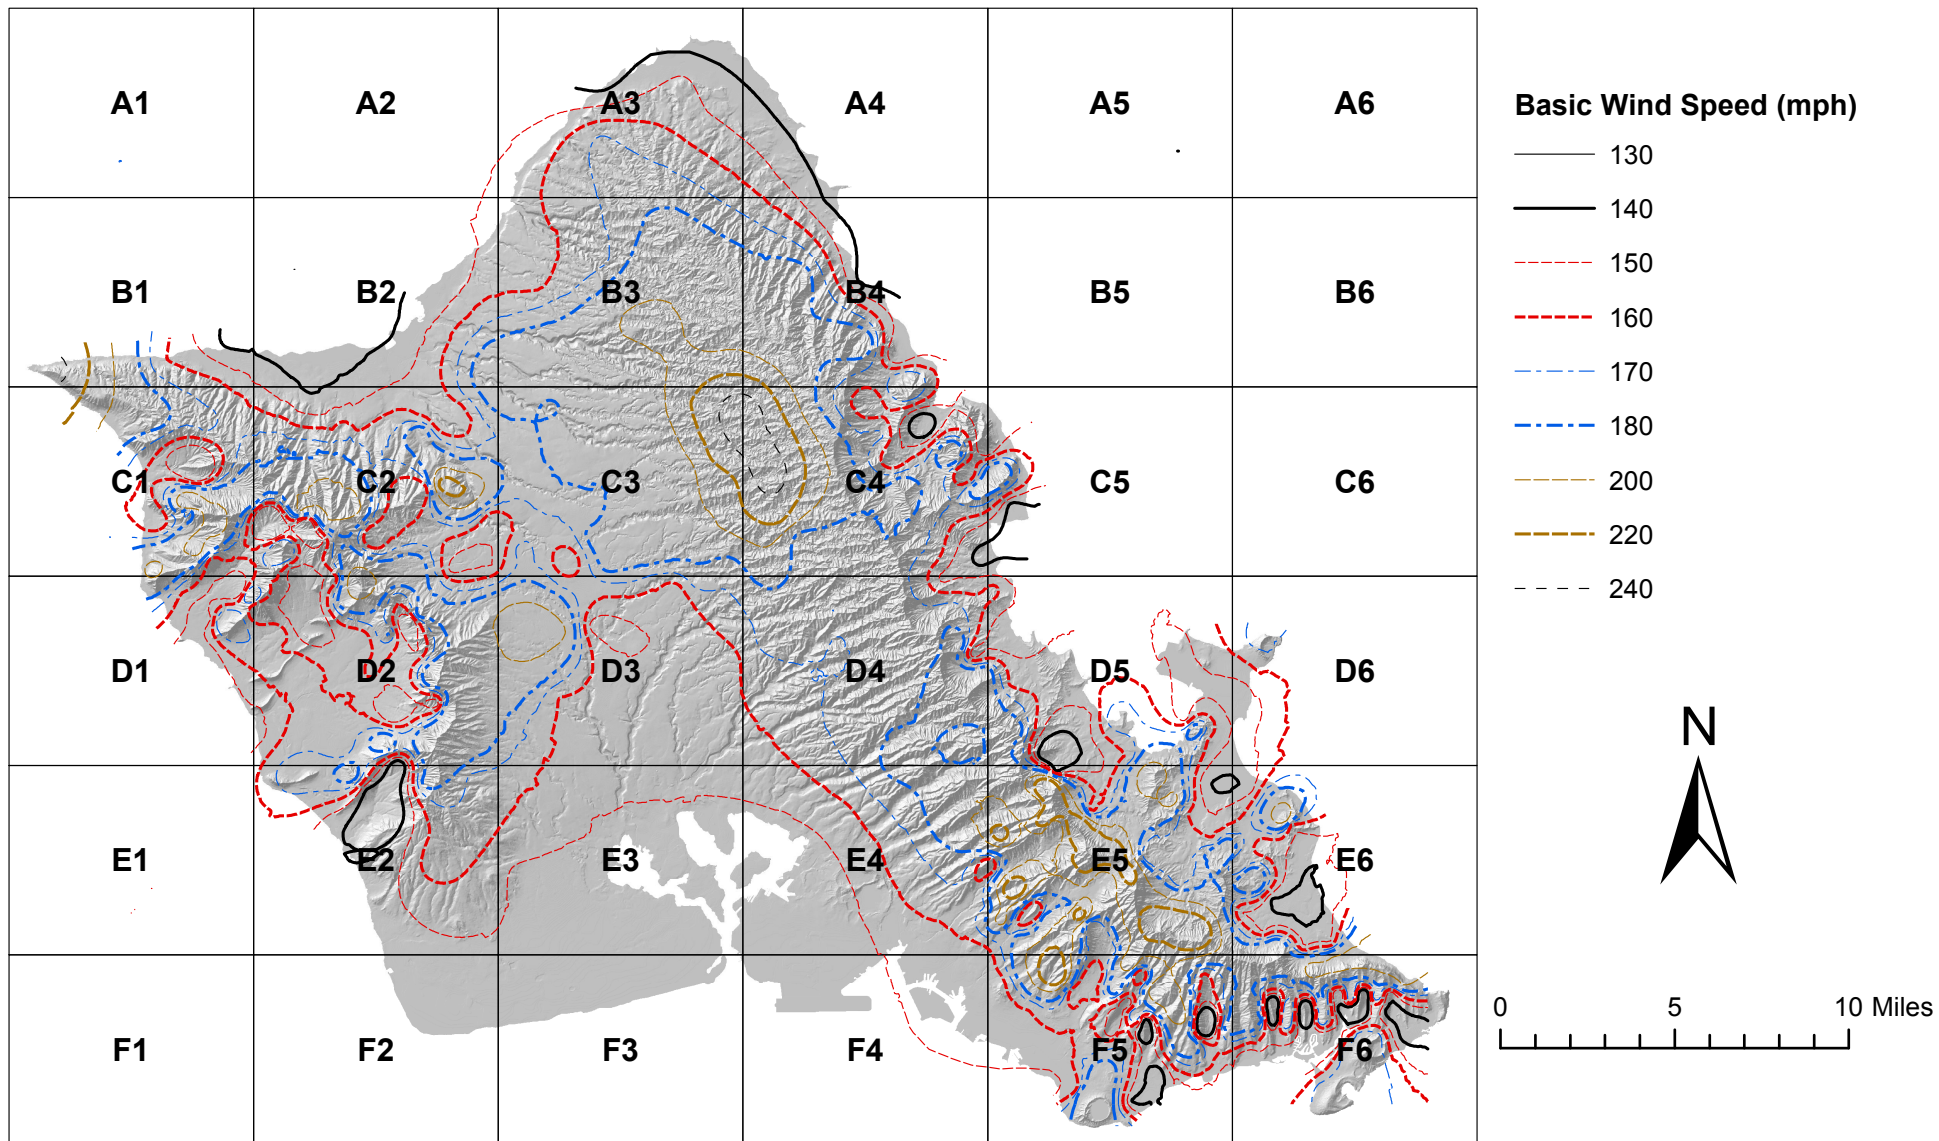 A1 A2 A3 A4 A5 A6
B1 B2 B3 B4 B5 B6
C1 C2 C3 C4 C5 C6
D1 D2 D3 D4 D5 D6
E1 E2 E3 E4 E5 E6
F1 F2 F3 F4 F5 F6
Basic Wind Speed (mph)
130
140
150
160
170
180
200
220
240
N
0 5 10 Miles